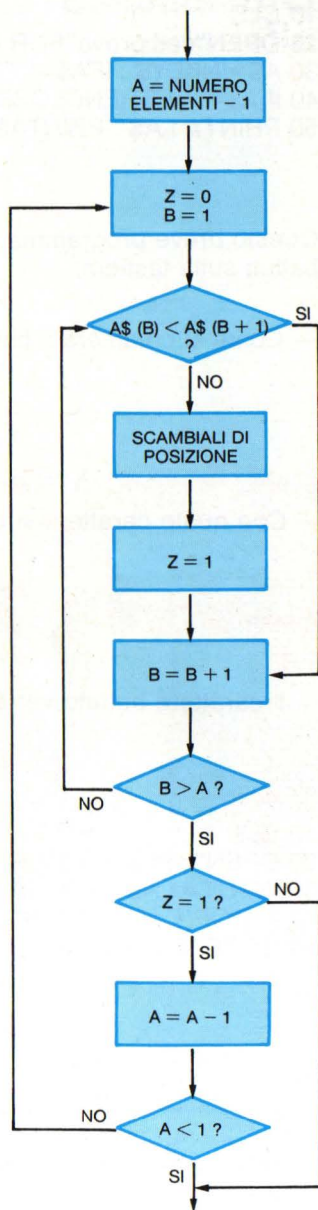 A = NUMERO
ELEMENTI – 1
Z = 0
B = 1
A$ (B) < A$ (B + 1)
?
SI
NO
SCAMBIALI DI
POSIZIONE
Z = 1
B = B + 1
B > A ?
NO
SI
Z = 1 ?
NO
SI
A = A – 1
A < 1 ?
NO
SI